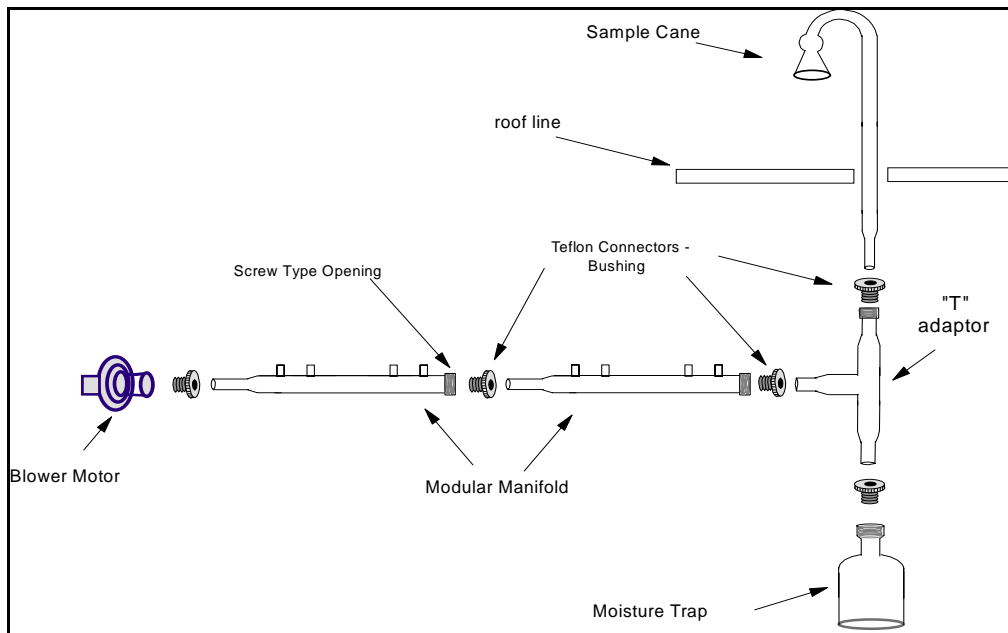 Sample Cane
roof line
Teflon Connectors -
Bushing
Screw Type Opening
"T"
adaptor
Blower Motor
Modular Manifold
Moisture Trap